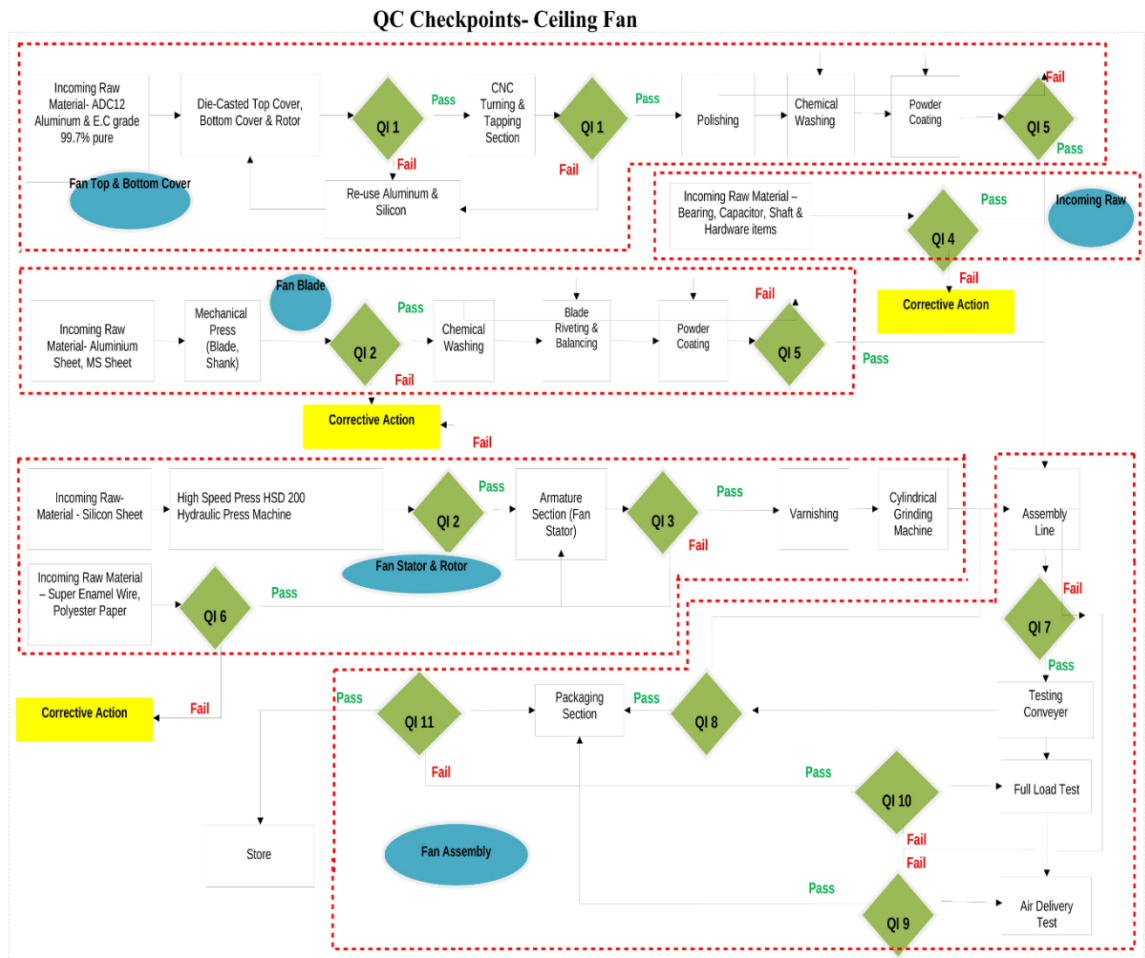 QC Checkpoints- Ceiling Fan
Incoming Raw
Material- ADC12
Aluminum & E.C grade
99.7% pure
Die-Casted Top Cover,
Bottom Cover & Rotor
QI 1
Pass
Fail
CNC
Turning &
Tapping
Section
QI 1
Pass
Fail
Polishing
Chemical
Washing
Powder
Coating
Fail
QI 5
Pass
Fan Top & Bottom Cover
Re-use Aluminum &
Silicon
Incoming Raw Material –
Bearing, Capacitor, Shaft &
Hardware items
QI 4
Pass
Fail
Incoming Raw
Corrective Action
Fan Blade
Incoming Raw
Material- Aluminium
Sheet, MS Sheet
Mechanical
Press
(Blade,
Shank)
QI 2
Pass
Fail
Chemical
Washing
Blade
Riveting &
Balancing
Powder
Coating
Fail
QI 5
Pass
Corrective Action
Fail
Incoming Raw-
Material - Silicon Sheet
High Speed Press HSD 200
Hydraulic Press Machine
QI 2
Pass
Armature
Section (Fan
Stator)
QI 3
Pass
Fail
Varnishing
Cylindrical
Grinding
Machine
Assembly
Line
Fan Stator & Rotor
Incoming Raw Material
– Super Enamel Wire,
Polyester Paper
QI 6
Pass
Fail
Corrective Action
Fail
QI 7
Pass
Testing
Conveyer
Pass
QI 11
Fail
Packaging
Section
Pass
QI 8
Pass
QI 10
Fail
Full Load Test
Store
Fan Assembly
Fail
Pass
QI 9
Air Delivery
Test